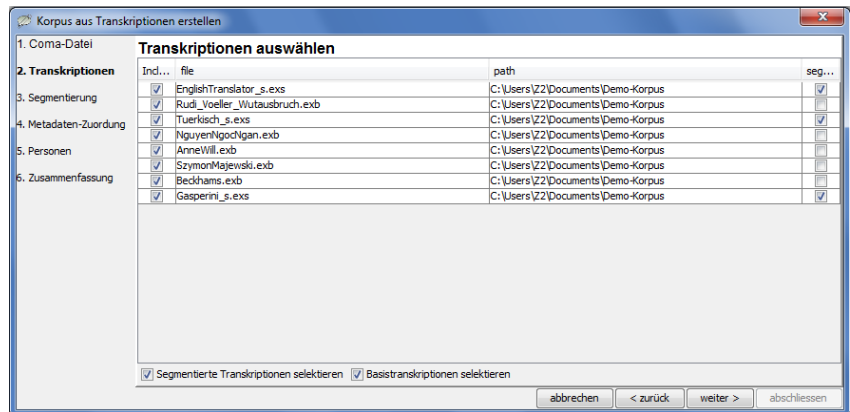 Korpus aus Transkriptionen erstellen
1. Coma-Datei
2. Transkriptionen
3. Segmentierung
4. Metadaten-Zuordung
5. Personen
6. Zusammenfassung
Transkriptionen auswählen
Ind... file path seg...
EnglishTranslator_s.exs C:\Users\Z2\Documents\Demo-Korpus
Rudi_Voeller_Wutausbruch.exb C:\Users\Z2\Documents\Demo-Korpus
Tuerkisch_s.exs C:\Users\Z2\Documents\Demo-Korpus
NguyenNgocNgan.exb C:\Users\Z2\Documents\Demo-Korpus
AnneWill.exb C:\Users\Z2\Documents\Demo-Korpus
SzymonMajewski.exb C:\Users\Z2\Documents\Demo-Korpus
Beckhams.exb C:\Users\Z2\Documents\Demo-Korpus
Gasperini_s.exs C:\Users\Z2\Documents\Demo-Korpus
Segmentierte Transkriptionen selektieren Basistranskriptionen selektieren
abbrechen < zurück weiter > abschliessen